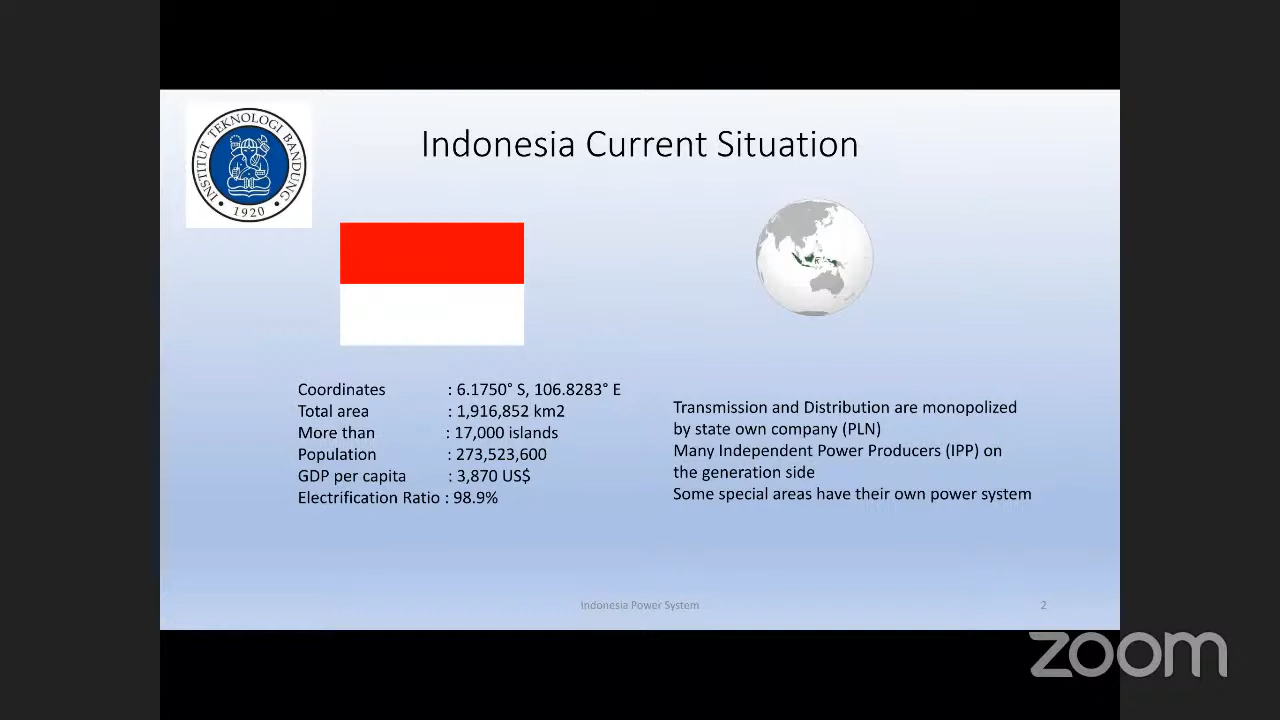 INSTITUT TEKNOLOGI BANDUNG
1920
Indonesia Current Situation
Coordinates : 6.1750° S, 106.8283° E
Total area : 1,916,852 km2
More than : 17,000 islands
Population : 273,523,600
GDP per capita : 3,870 US$
Electrification Ratio : 98.9%
Transmission and Distribution are monopolized
by state own company (PLN)
Many Independent Power Producers (IPP) on
the generation side
Some special areas have their own power system
Indonesia Power System
2
zoom